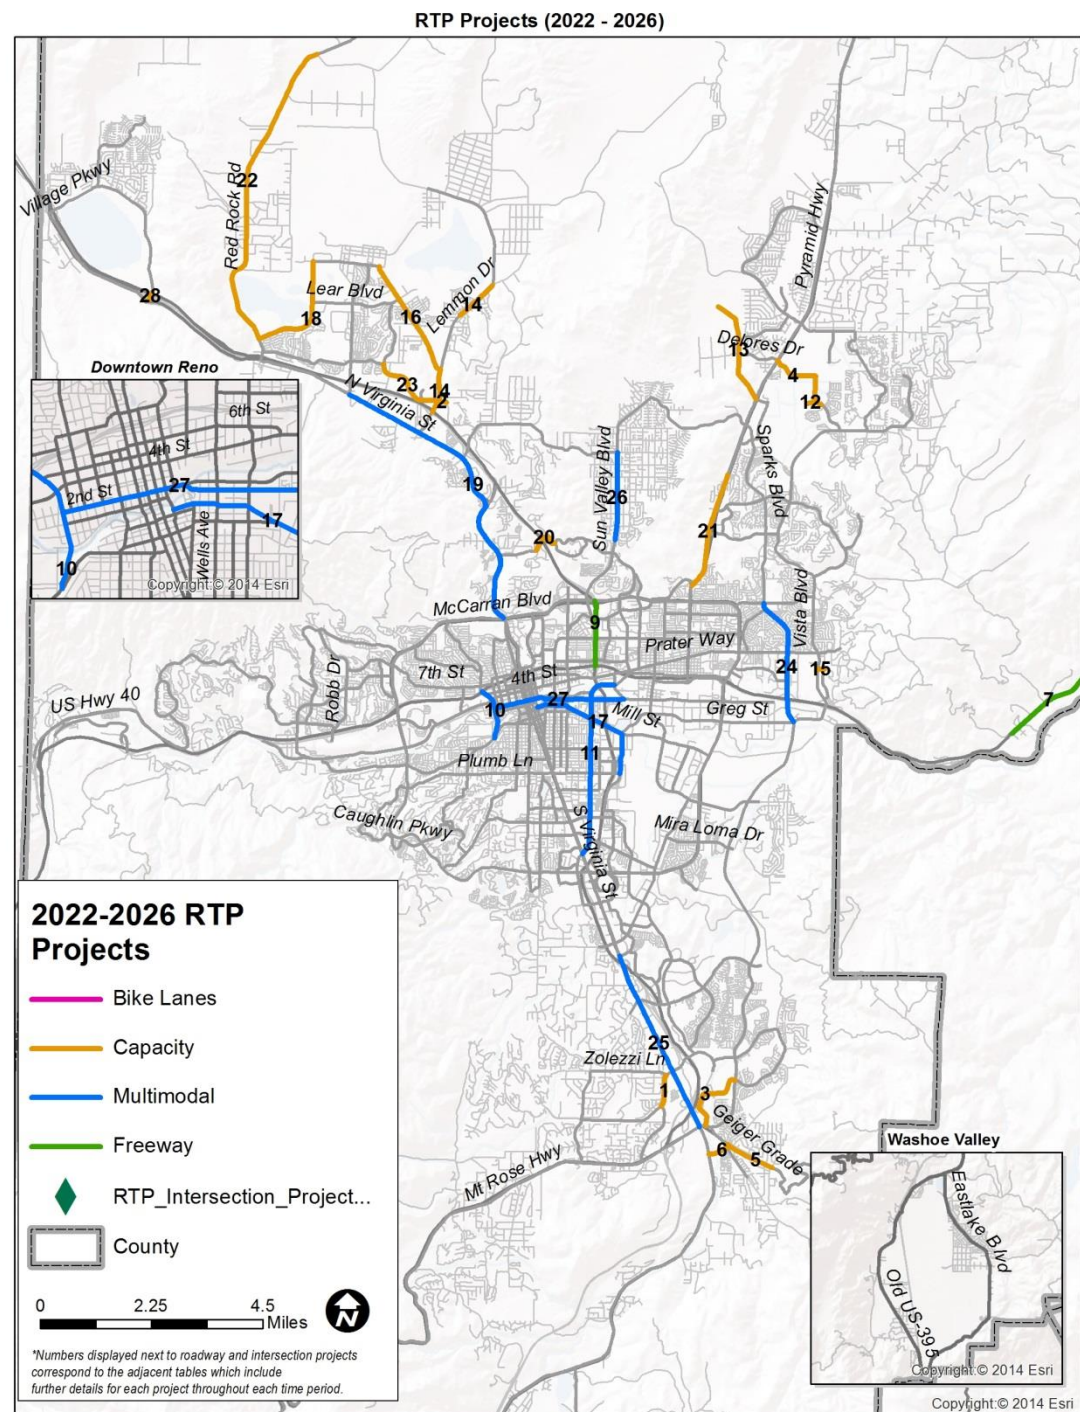 RTP Projects (2022 - 2026)
Village Pkwy
22
Red Rock Rd
Pyramid Hwy
28
Lear Blvd
18
16
Lemmon Dr
14
Delores Dr
13
4
12
23
14
2
N Virginia St
Downtown Reno
6th St
4th St
2nd St
27
17
Wells Ave
10
Copyright:© 2014 Esri
19
Sun Valley Blvd
26
Sparks Blvd
20
21
McCarran Blvd
9
Prater Way
Vista Blvd
24
15
7th St
4th St
Robb Dr
US Hwy 40
10
27
17
Mill St
Greg St
7
11
Plumb Ln
Caughlin Pkwy
S Virginia St
Mira Loma Dr
25
Zolezzi Ln
1
3
Geiger Grade
6
5
Mt Rose Hwy
2022-2026 RTP
Projects
Bike Lanes
Capacity
Multimodal
Freeway
RTP_Intersection_Project...
County
0 2.25 4.5
Miles
N
*Numbers displayed next to roadway and intersection projects
correspond to the adjacent tables which include
further details for each project throughout each time period.
Washoe Valley
Eastlake Blvd
Old US-395
Copyright:© 2014 Esri
Copyright:© 2014 Esri